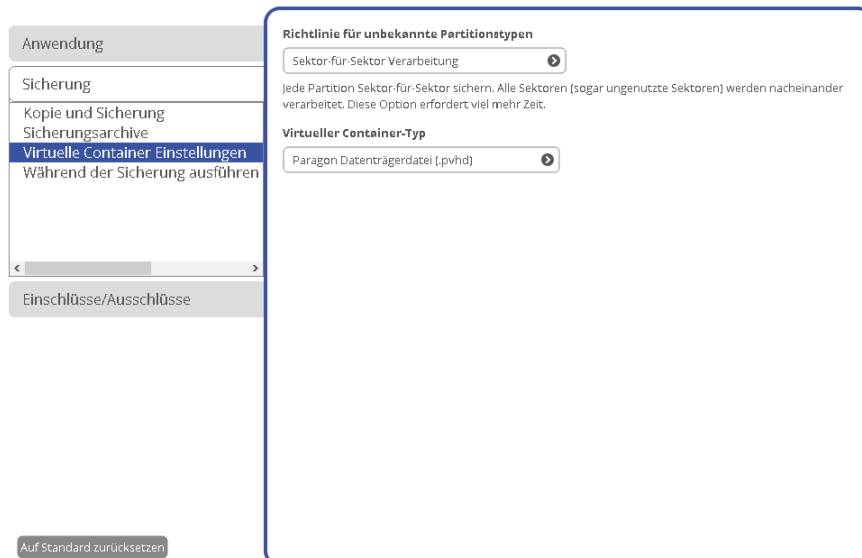 Anwendung
Sicherung
Kopie und Sicherung
Sicherungsarchive
Virtuelle Container Einstellungen
Während der Sicherung ausführen
Einschlüsse/Ausschlüsse
Auf Standard zurücksetzen
Richtlinie für unbekannte Partitionstypen
Sektor-für-Sektor Verarbeitung
Jede Partition Sektor-für-Sektor sichern. Alle Sektoren (sogar ungenutzte Sektoren) werden nacheinander
verarbeitet. Diese Option erfordert viel mehr Zeit.
Virtueller Container-Typ
Paragon Datenträgerdatei (.pvhd)